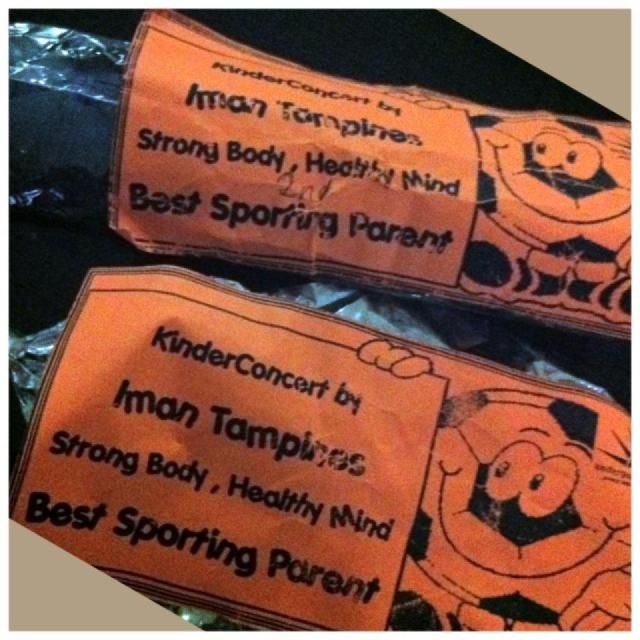 KinderConcert by
Iman Tampines
Strong Body, Healthy Mind
2nd
Best Sporting Parent
KinderConcert by
Iman Tampines
Strong Body, Healthy Mind
Best Sporting Parent